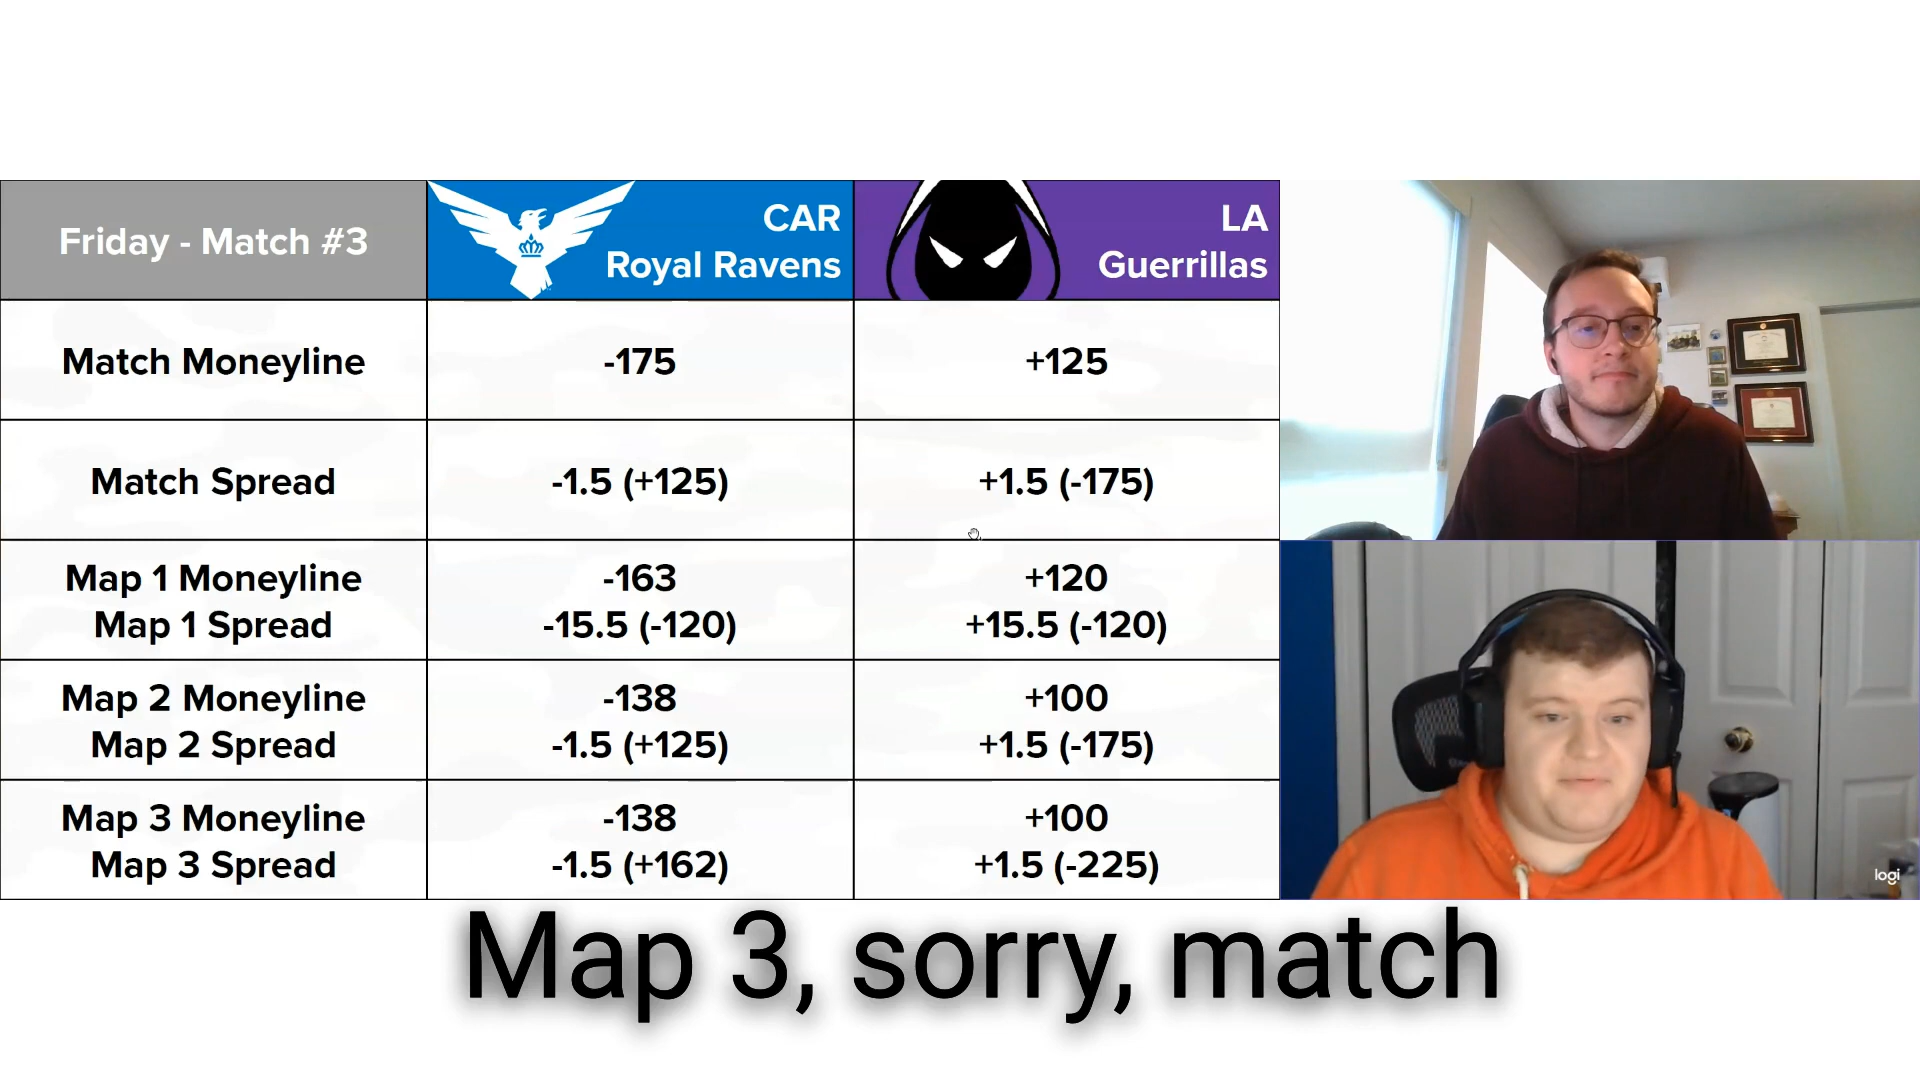 Friday - Match #3
CAR
Royal Ravens
LA
Guerrillas
Match Moneyline
-175
+125
Match Spread
-1.5 (+125)
+1.5 (-175)
Map 1 Moneyline
Map 1 Spread
-163
-15.5 (-120)
+120
+15.5 (-120)
Map 2 Moneyline
Map 2 Spread
-138
-1.5 (+125)
+100
+1.5 (-175)
Map 3 Moneyline
Map 3 Spread
-138
-1.5 (+162)
+100
+1.5 (-225)
logi
Map 3, sorry, match